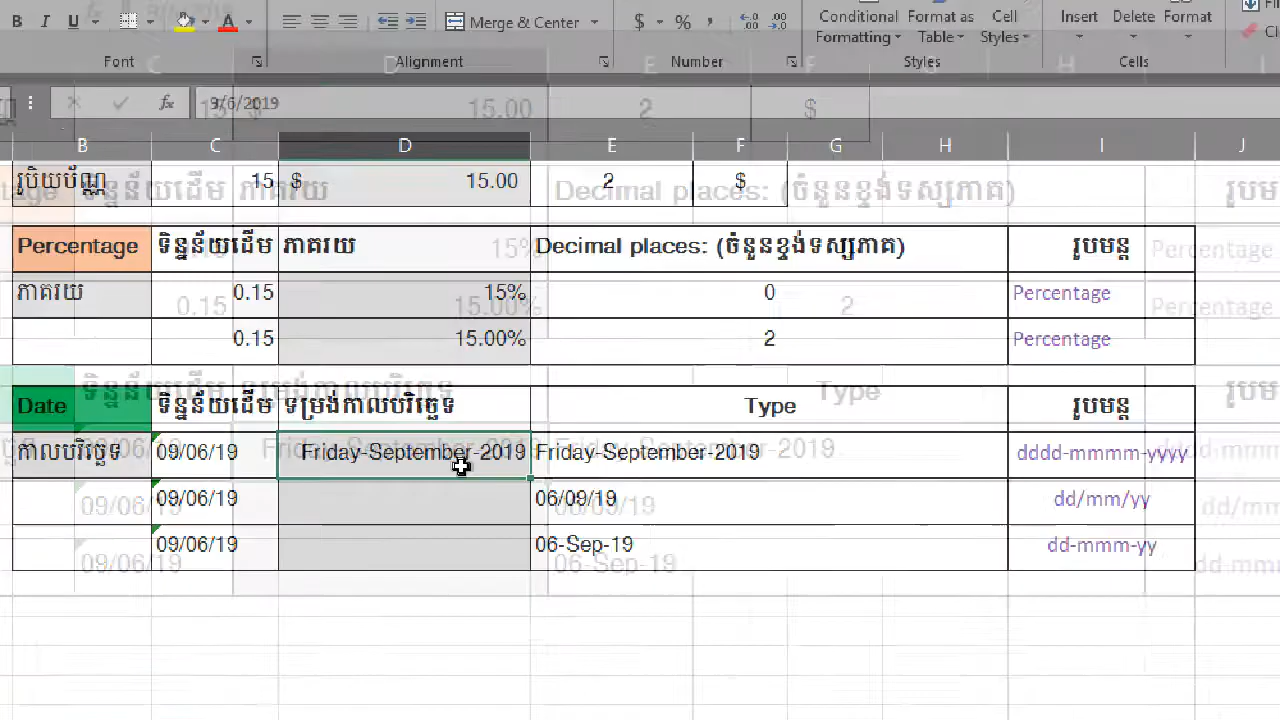 B I U Merge & Center $ % , Conditional Formatting Format as Table Cell Styles Insert Delete Format
Font Alignment Number Styles Cells
fx 9/6/2019
B C D E F G H I J
រូបិយប័ណ្ណ 15 $ 15.00 2 $
Percentage ទិន្នន័យដើម ភាគរយ Decimal places: (ចំនួនខ្ទង់ទសភាគ) រូបមន្ត
ភាគរយ 0.15 15% 0 Percentage
0.15 15.00% 2 Percentage
Date ទិន្នន័យដើម ទម្រង់កាលបរិច្ឆេទ Type រូបមន្ត
កាលបរិច្ឆេទ 09/06/19 Friday-September-2019 Friday-September-2019 dddd-mmmm-yyyy
09/06/19 06/09/19 dd/mm/yy
09/06/19 06-Sep-19 dd-mmm-yy